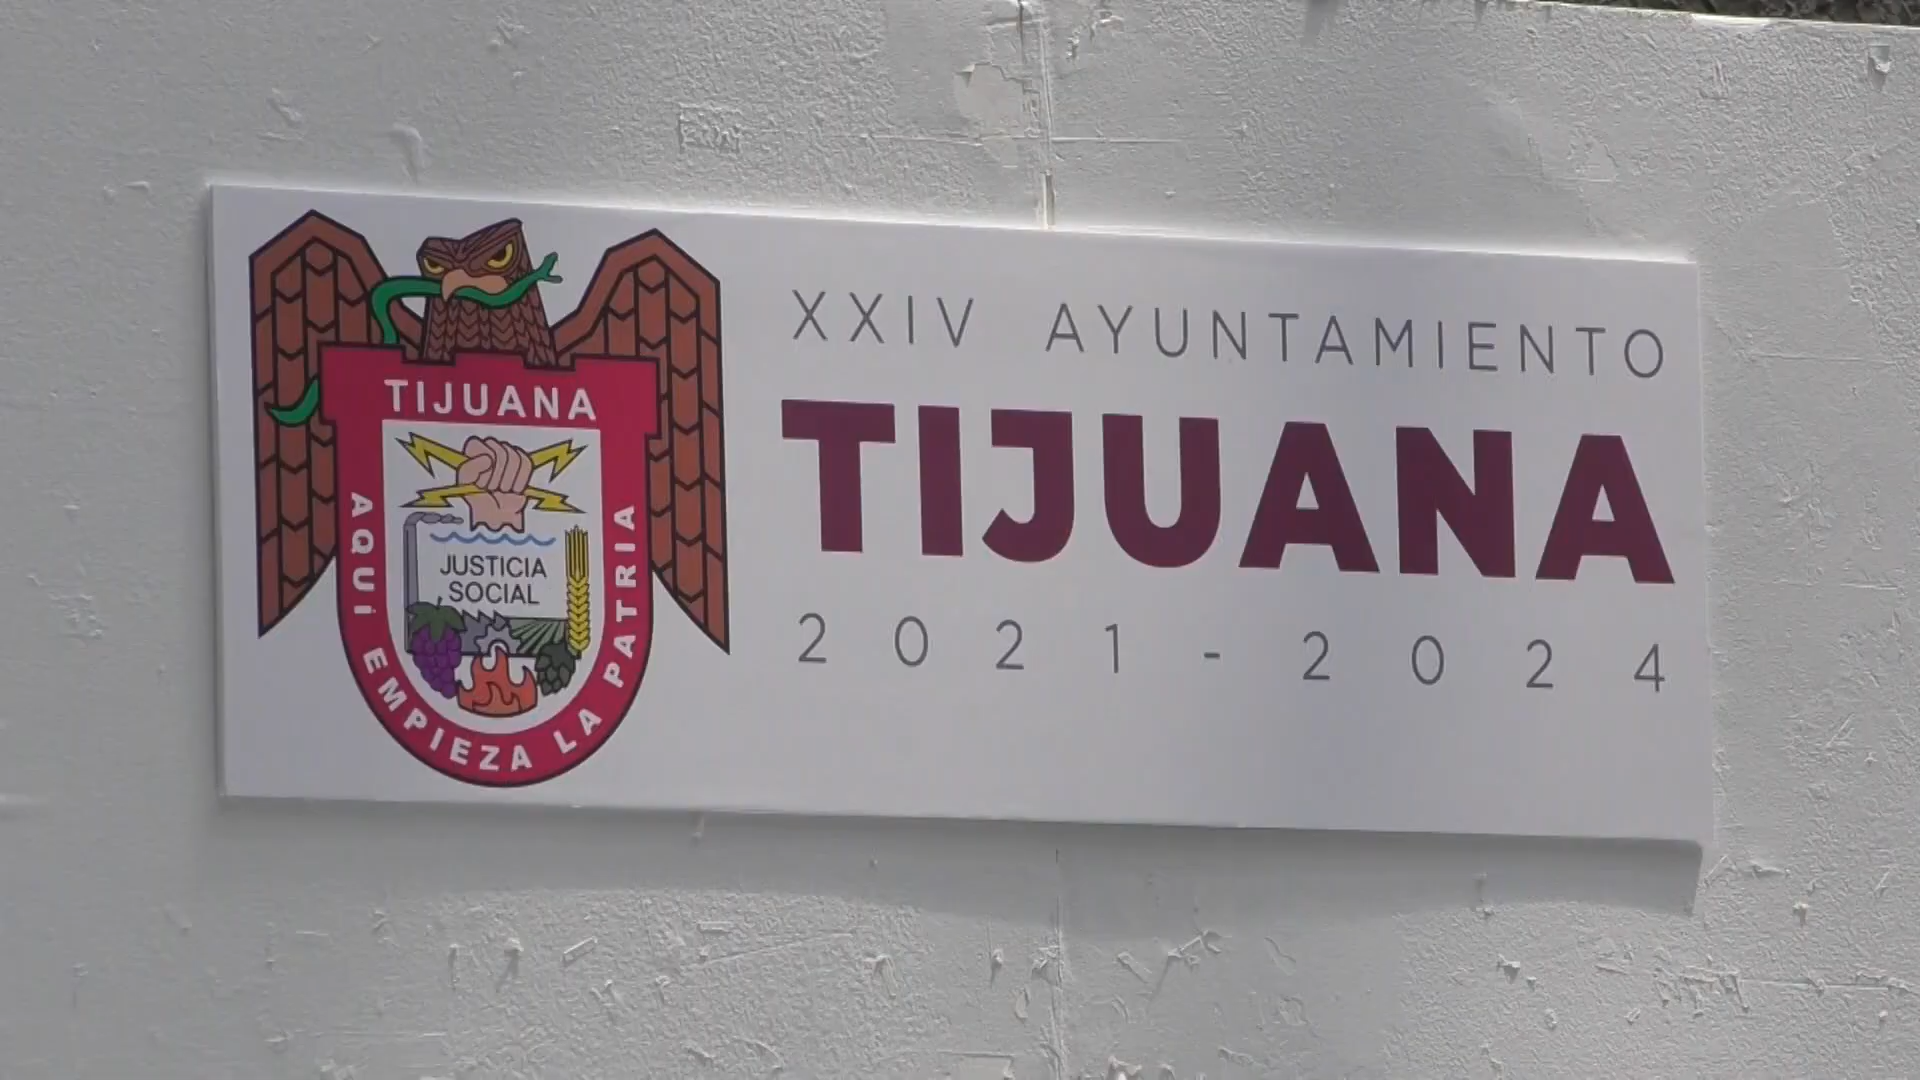 TIJUANA
JUSTICIA
SOCIAL
AQUÍ EMPIEZA LA PATRIA
XXIV AYUNTAMIENTO
TIJUANA
2021-2024